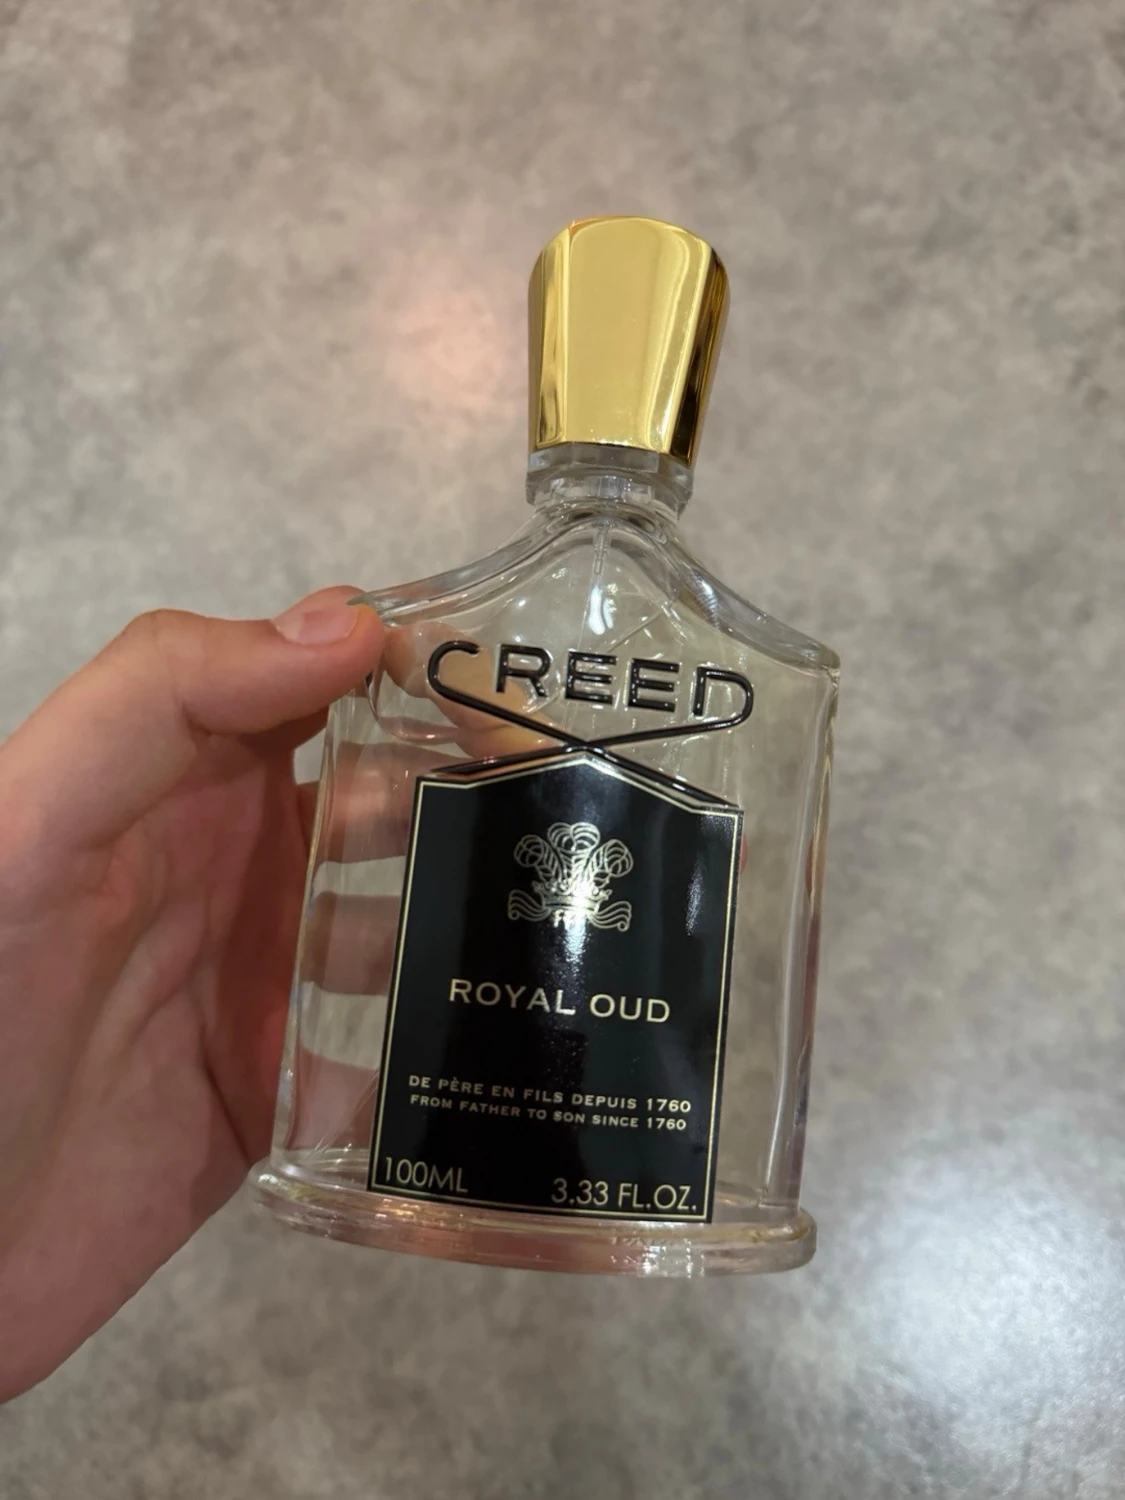 CREED
ROYAL OUD
DE PÈRE EN FILS DEPUIS 1760
FROM FATHER TO SON SINCE 1760
100ML 3.33 FL.OZ.